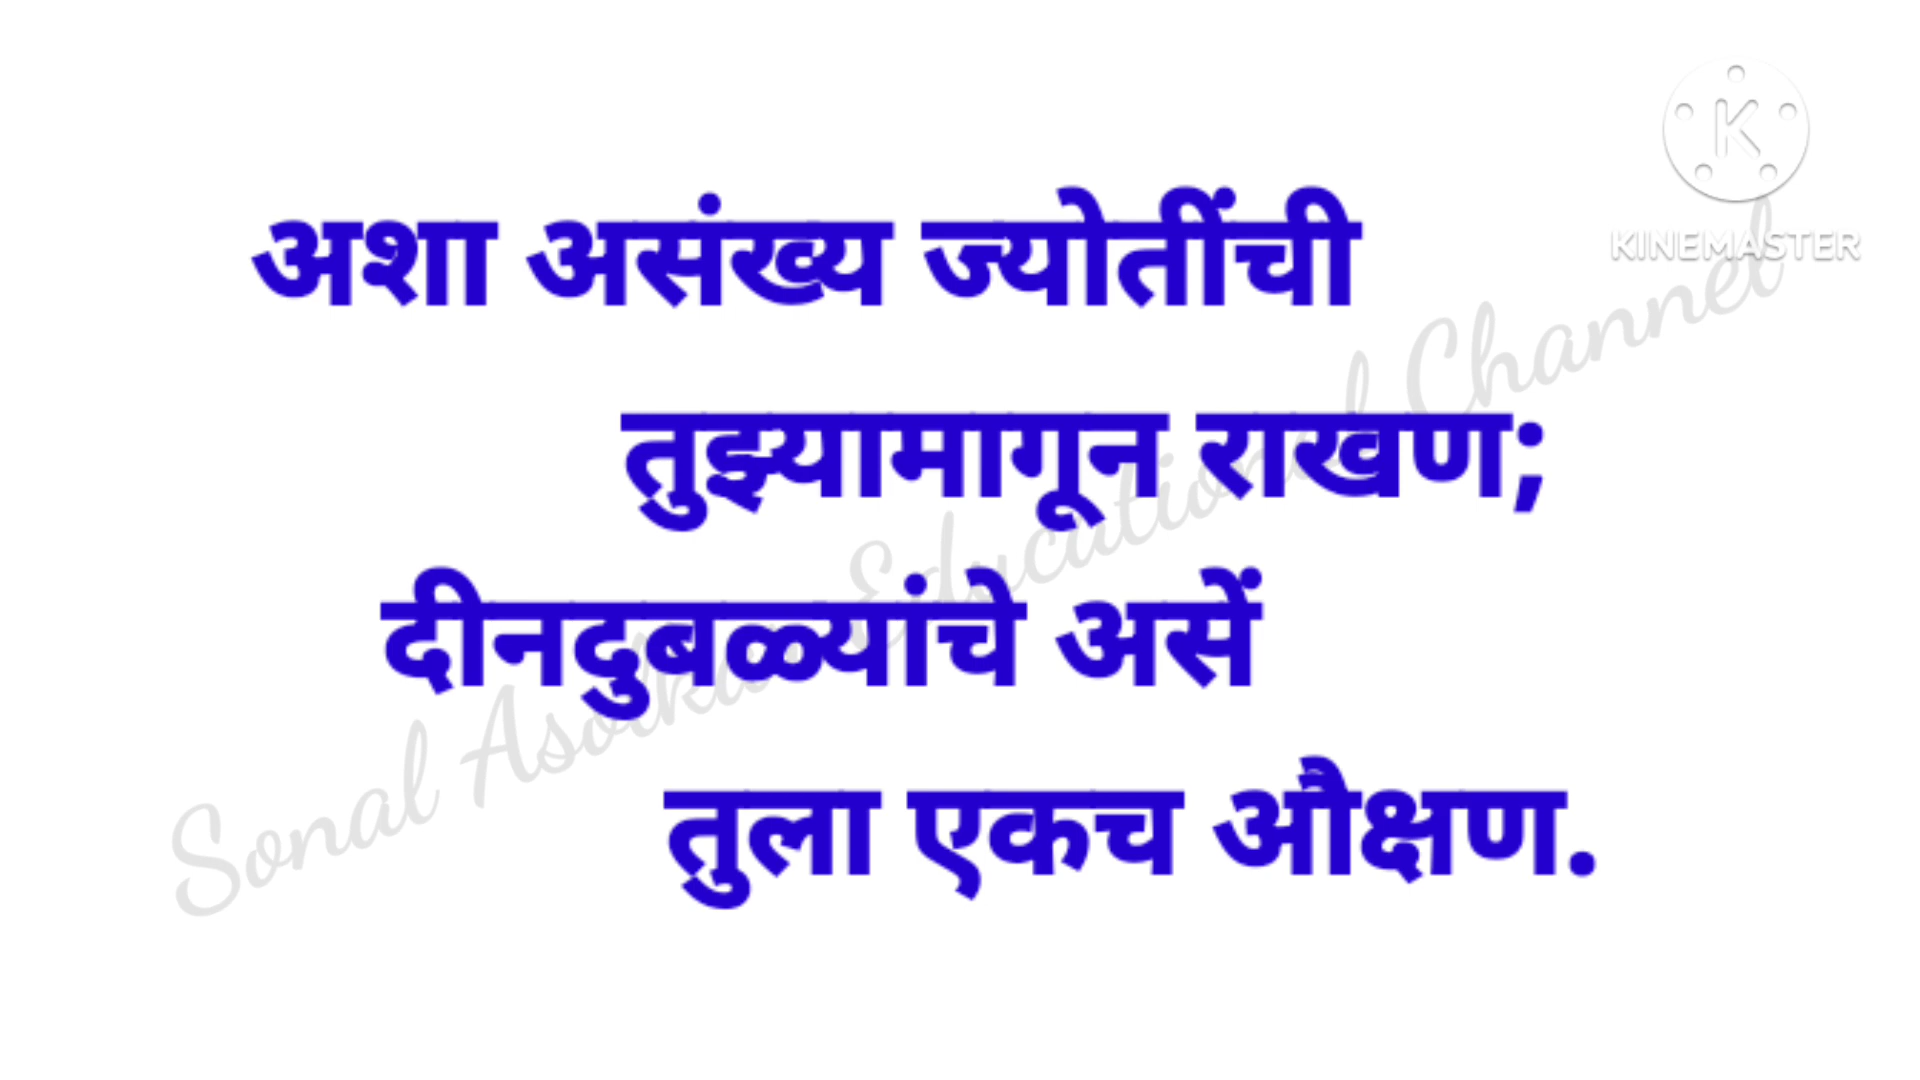 KINEMASTER
अशा असंख्य ज्योतींची
तुझ्यामागून राखण;
दीनदुबळ्यांचे असें
तुला एकच औक्षण.
Sonal Asolkar Educational Channel